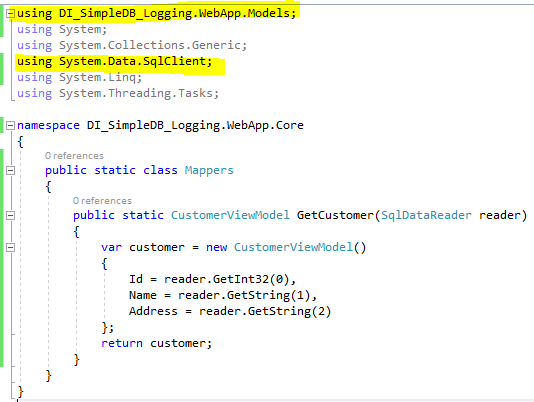 using DI_SimpleDB_Logging.WebApp.Models;
using System;
using System.Collections.Generic;
using System.Data.SqlClient;
using System.Linq;
using System.Threading.Tasks;
namespace DI_SimpleDB_Logging.WebApp.Core
{
0 references
public static class Mappers
{
0 references
public static CustomerViewModel GetCustomer(SqlDataReader reader)
{
var customer = new CustomerViewModel()
{
Id = reader.GetInt32(0),
Name = reader.GetString(1),
Address = reader.GetString(2)
};
return customer;
}
}
}